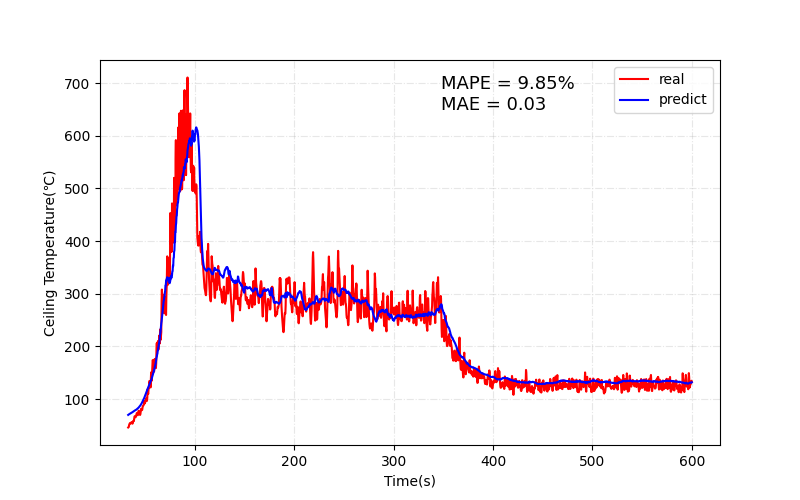 MAPE = 9.85%
MAE = 0.03
real
predict
Ceiling Temperature(℃)
700
600
500
400
300
200
100
100 200 300 400 500 600
Time(s)